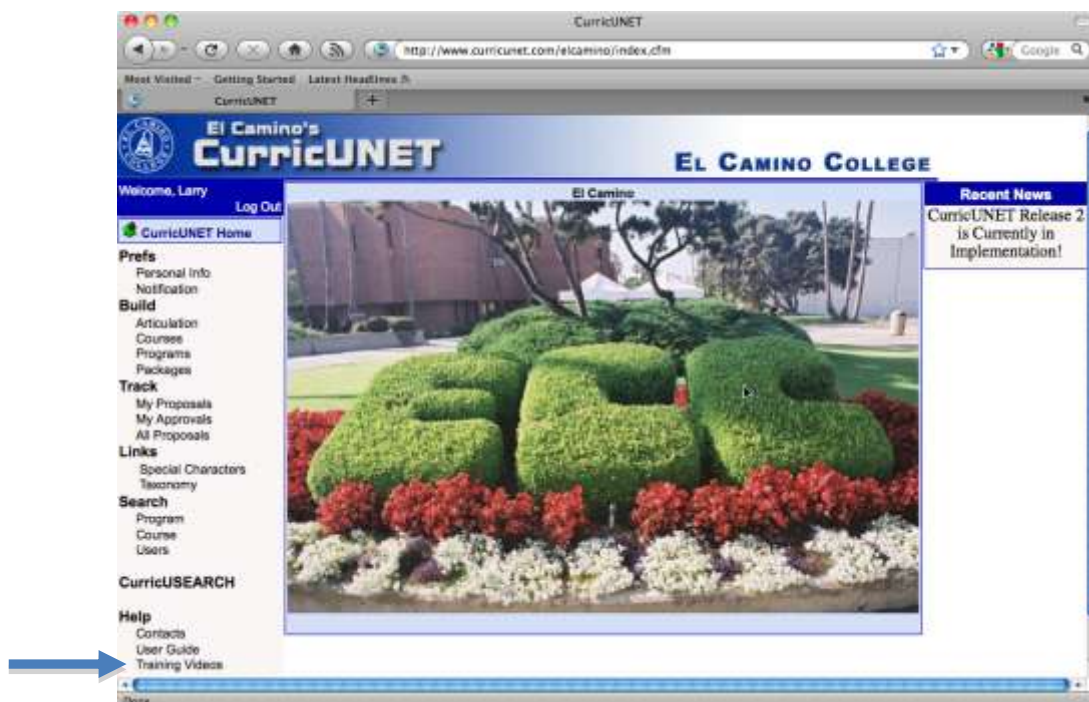 CurricUNET
http://www.curricunet.com/elcamino/index.cfm
Google
Most Visited Getting Started Latest Headlines
CurricUNET +
El Camino's
CurricUNET
EL CAMINO COLLEGE
Welcome, Larry
Log Out
El Camino
Recent News
CurricUNET Release 2
is Currently in
Implementation!
CurricUNET Home
Prefs
Personal Info
Notification
Build
Articulation
Courses
Programs
Packages
Track
My Proposals
My Approvals
All Proposals
Links
Special Characters
Taxonomy
Search
Program
Course
Users
CurricUSEARCH
Help
Contacts
User Guide
Training Videos
Done
ECC